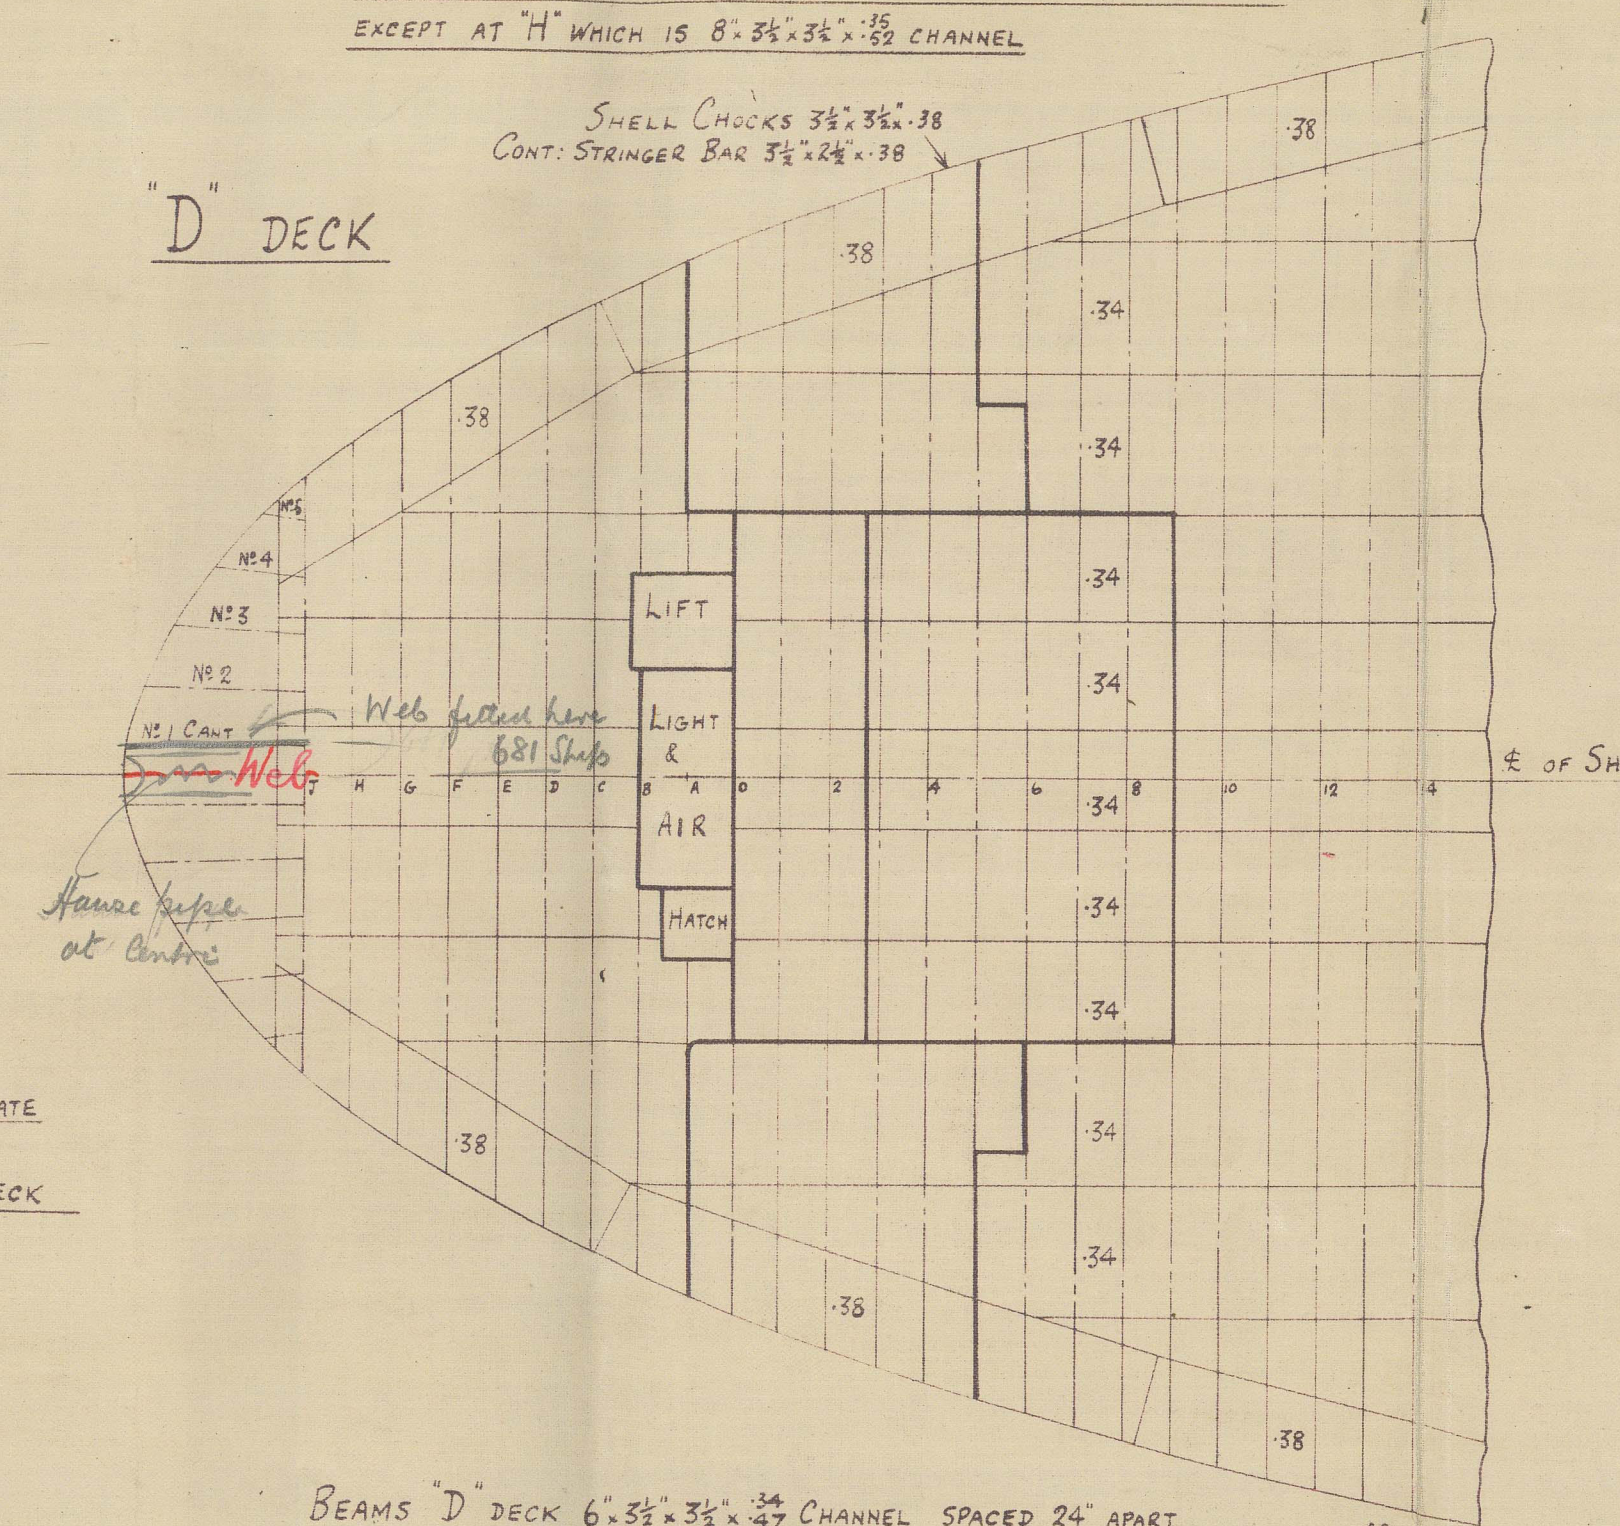 EXCEPT AT "H" WHICH IS 8" x 3½" x 3½" x .35/.52 CHANNEL
SHELL CHOCKS 3½" x 3½" x .38
CONT: STRINGER BAR 3½" x 2½" x .38
"D" DECK
.38
.38
.34
.38
.34
Nº5
Nº4
.34
LIFT
Nº3
Nº2
.34
Web fitted here
681 Ship
Nº1 CANT
LIGHT
&
AIR
Web
℄ OF SH
J H G F E D C B A 0 2 4 6 8 10 12 14
.34
Hawse pipe
at Centre
HATCH
.34
.34
ATE
.38
.34
ECK
.34
.38
.38
BEAMS "D" DECK 6" x 3½" x 3½" x .34/.47 CHANNEL SPACED 24" APART